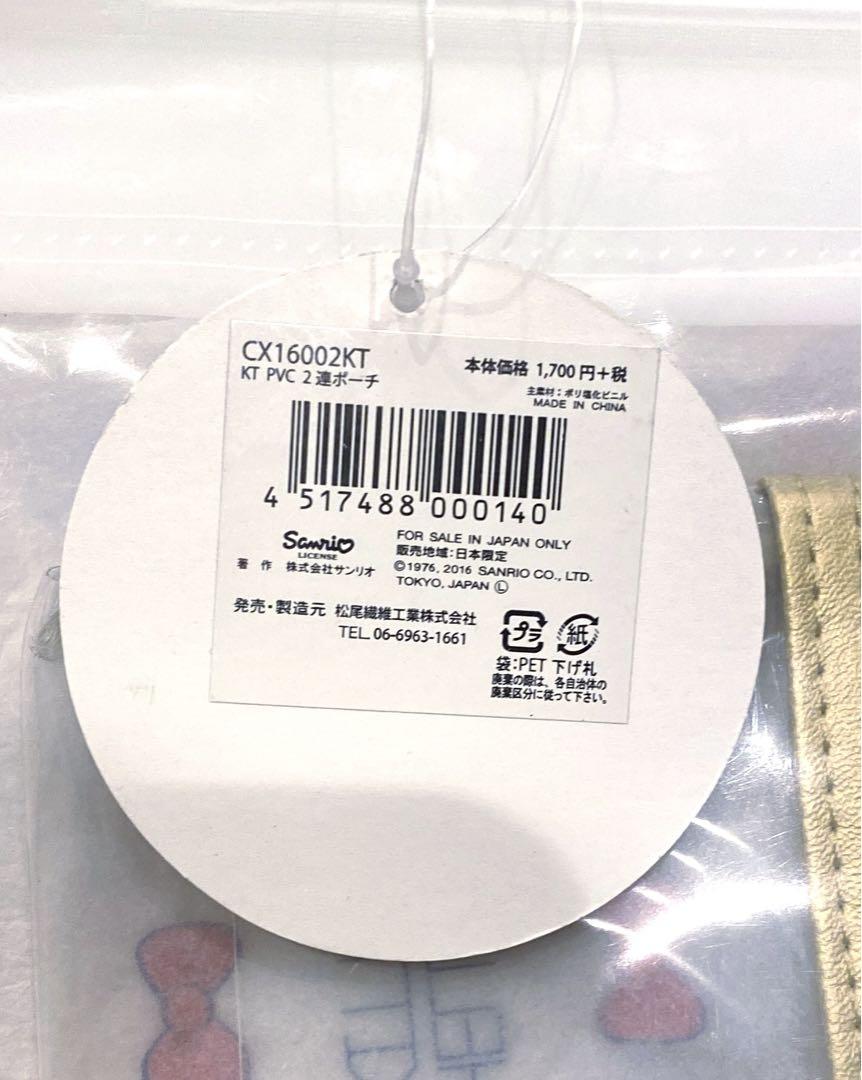 CX16002KT
KT PVC 2連ポーチ
本体価格 1,700円+税
主素材：ポリ塩化ビニル
MADE IN CHINA
4 517488 000140
Sanrio
LICENSE
著 作 株式会社サンリオ
FOR SALE IN JAPAN ONLY
販売地域：日本限定
©1976, 2016 SANRIO CO., LTD.
TOKYO, JAPAN Ⓛ
発売・製造元 松尾繊維工業株式会社
TEL 06-6963-1661
プラ 紙
袋：PET 下げ札
廃棄の際は、各自治体の
廃棄区分に従って下さい。